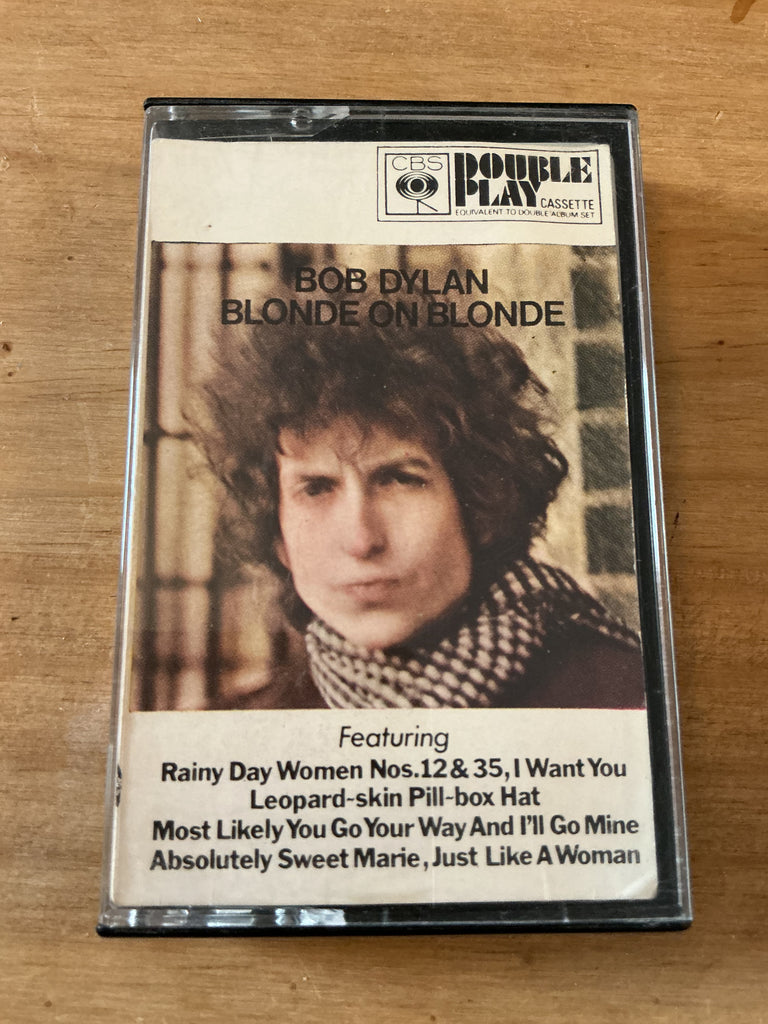 CBS
DOUBLE
PLAY CASSETTE
EQUIVALENT TO DOUBLE ALBUM SET
BOB DYLAN
BLONDE ON BLONDE
Featuring
Rainy Day Women Nos.12 & 35, I Want You
Leopard-skin Pill-box Hat
Most Likely You Go Your Way And I'll Go Mine
Absolutely Sweet Marie, Just Like A Woman